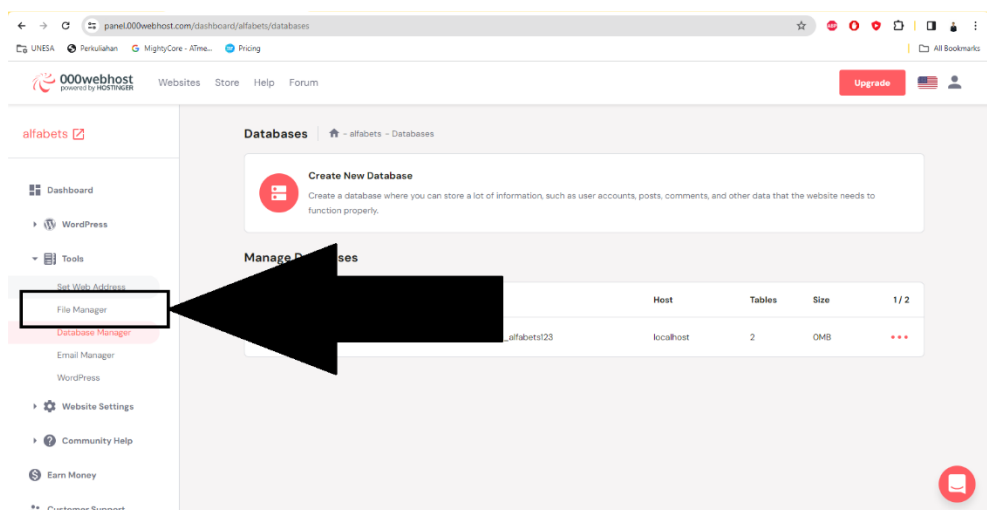 panel.000webhost.com/dashboard/alfabets/databases
UNESA Perkuliahan MightyCore - ATme... Pricing All Bookmarks
000webhost
powered by HOSTINGER
Websites Store Help Forum Upgrade
alfabets
Databases - alfabets - Databases
Create New Database
Create a database where you can store a lot of information, such as user accounts, posts, comments, and other data that the website needs to
function properly.
Dashboard
WordPress
Tools
Set Web Address
File Manager
Database Manager
Email Manager
WordPress
Website Settings
Community Help
Earn Money
Customer Support
Manage
Host Tables Size 1/2
_alfabets123 localhost 2 0MB